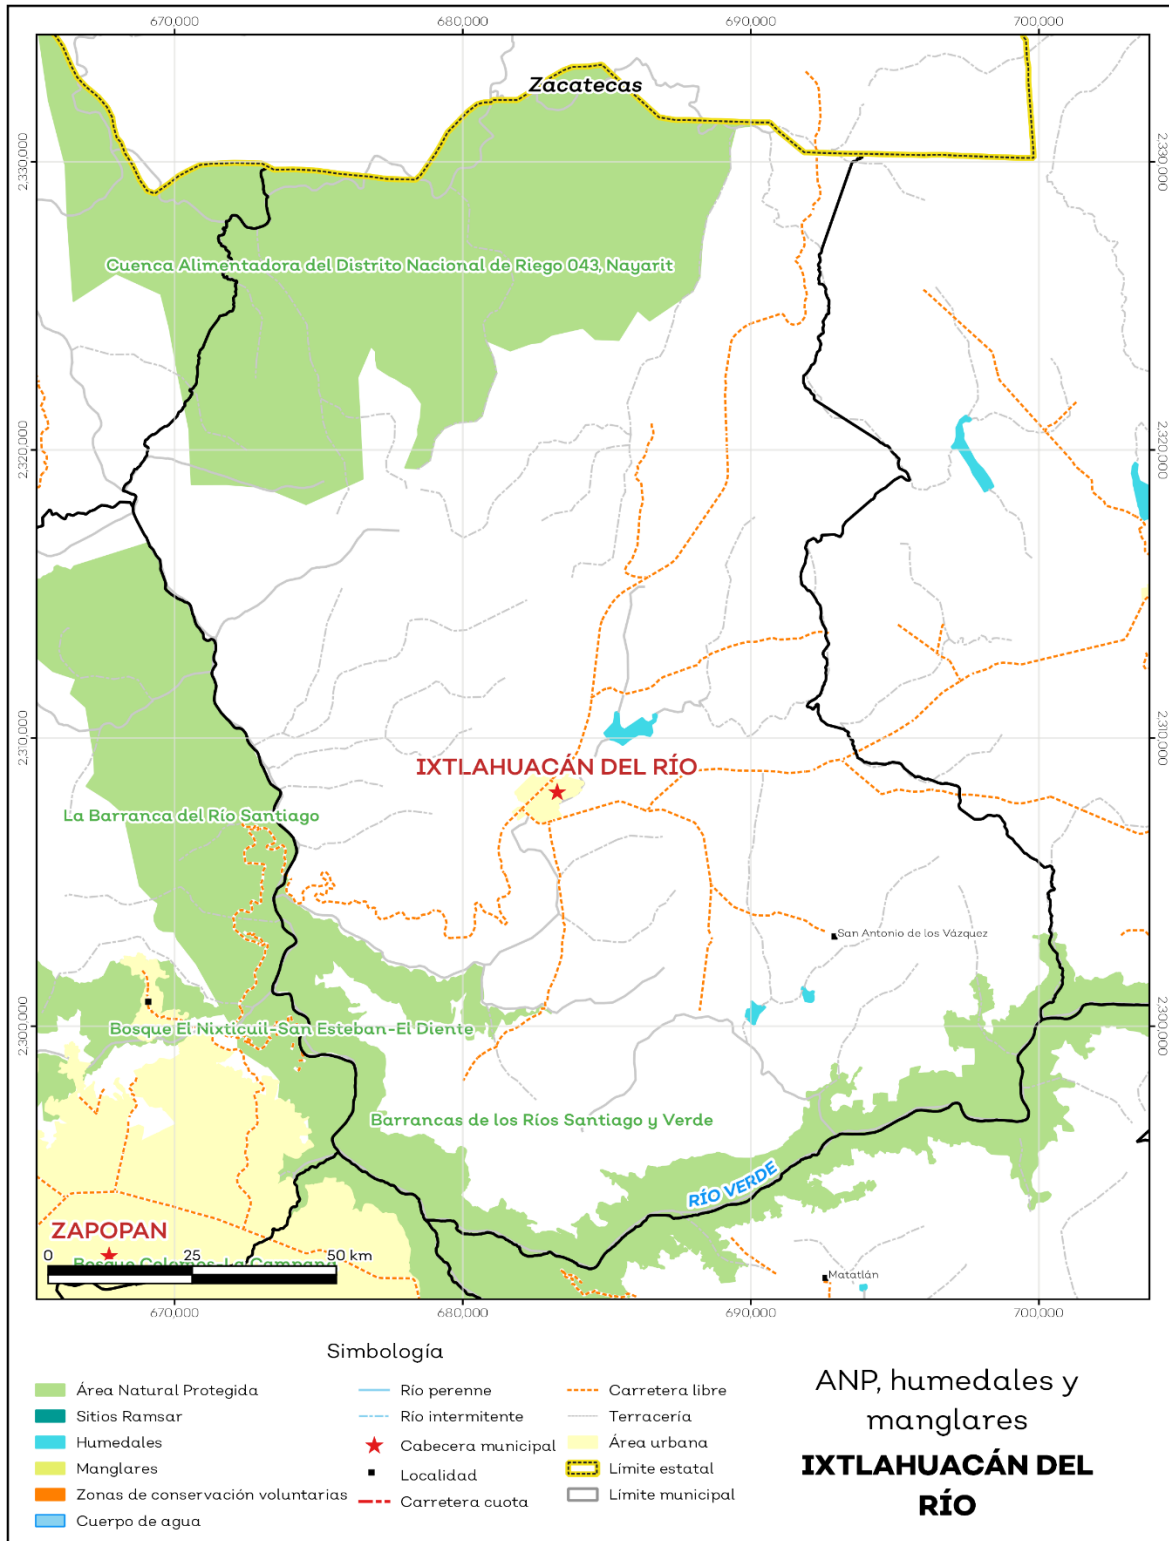 670,000
680,000
690,000
700,000
Zacatecas
2,330,000
2,330,000
Cuenca Alimentadora del Distrito Nacional de Riego 043, Nayarit
2,320,000
2,320,000
2,310,000
2,310,000
IXTLAHUACÁN DEL RÍO
La Barranca del Río Santiago
San Antonio de los Vázquez
2,300,000
2,300,000
Bosque El Nixticuil-San Esteban-El Diente
Barrancas de los Ríos Santiago y Verde
RÍO VERDE
ZAPOPAN
0 25 50 km
Bosque Colomos-La Campana
Matatlán
670,000
680,000
690,000
700,000
Simbología
Área Natural Protegida
Sitios Ramsar
Humedales
Manglares
Zonas de conservación voluntarias
Cuerpo de agua
Río perenne
Río intermitente
Cabecera municipal
Localidad
Carretera cuota
Carretera libre
Terracería
Área urbana
Límite estatal
Límite municipal
ANP, humedales y
manglares
IXTLAHUACÁN DEL
RÍO